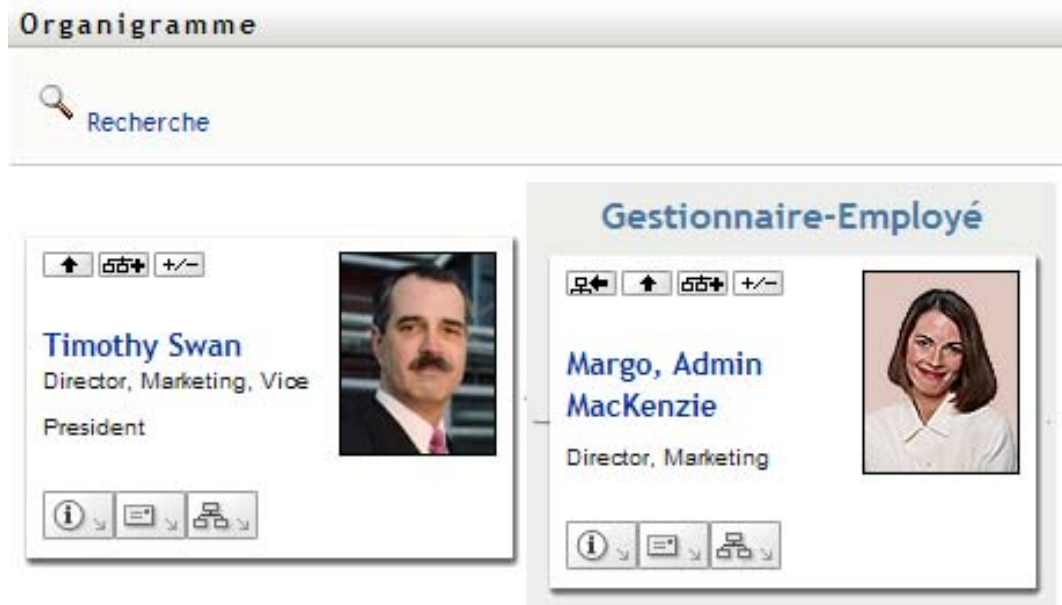 Organigramme
Recherche
Gestionnaire-Employé
+/-
Timothy Swan
Director, Marketing, Vice
President
+/-
Margo, Admin
MacKenzie
Director, Marketing